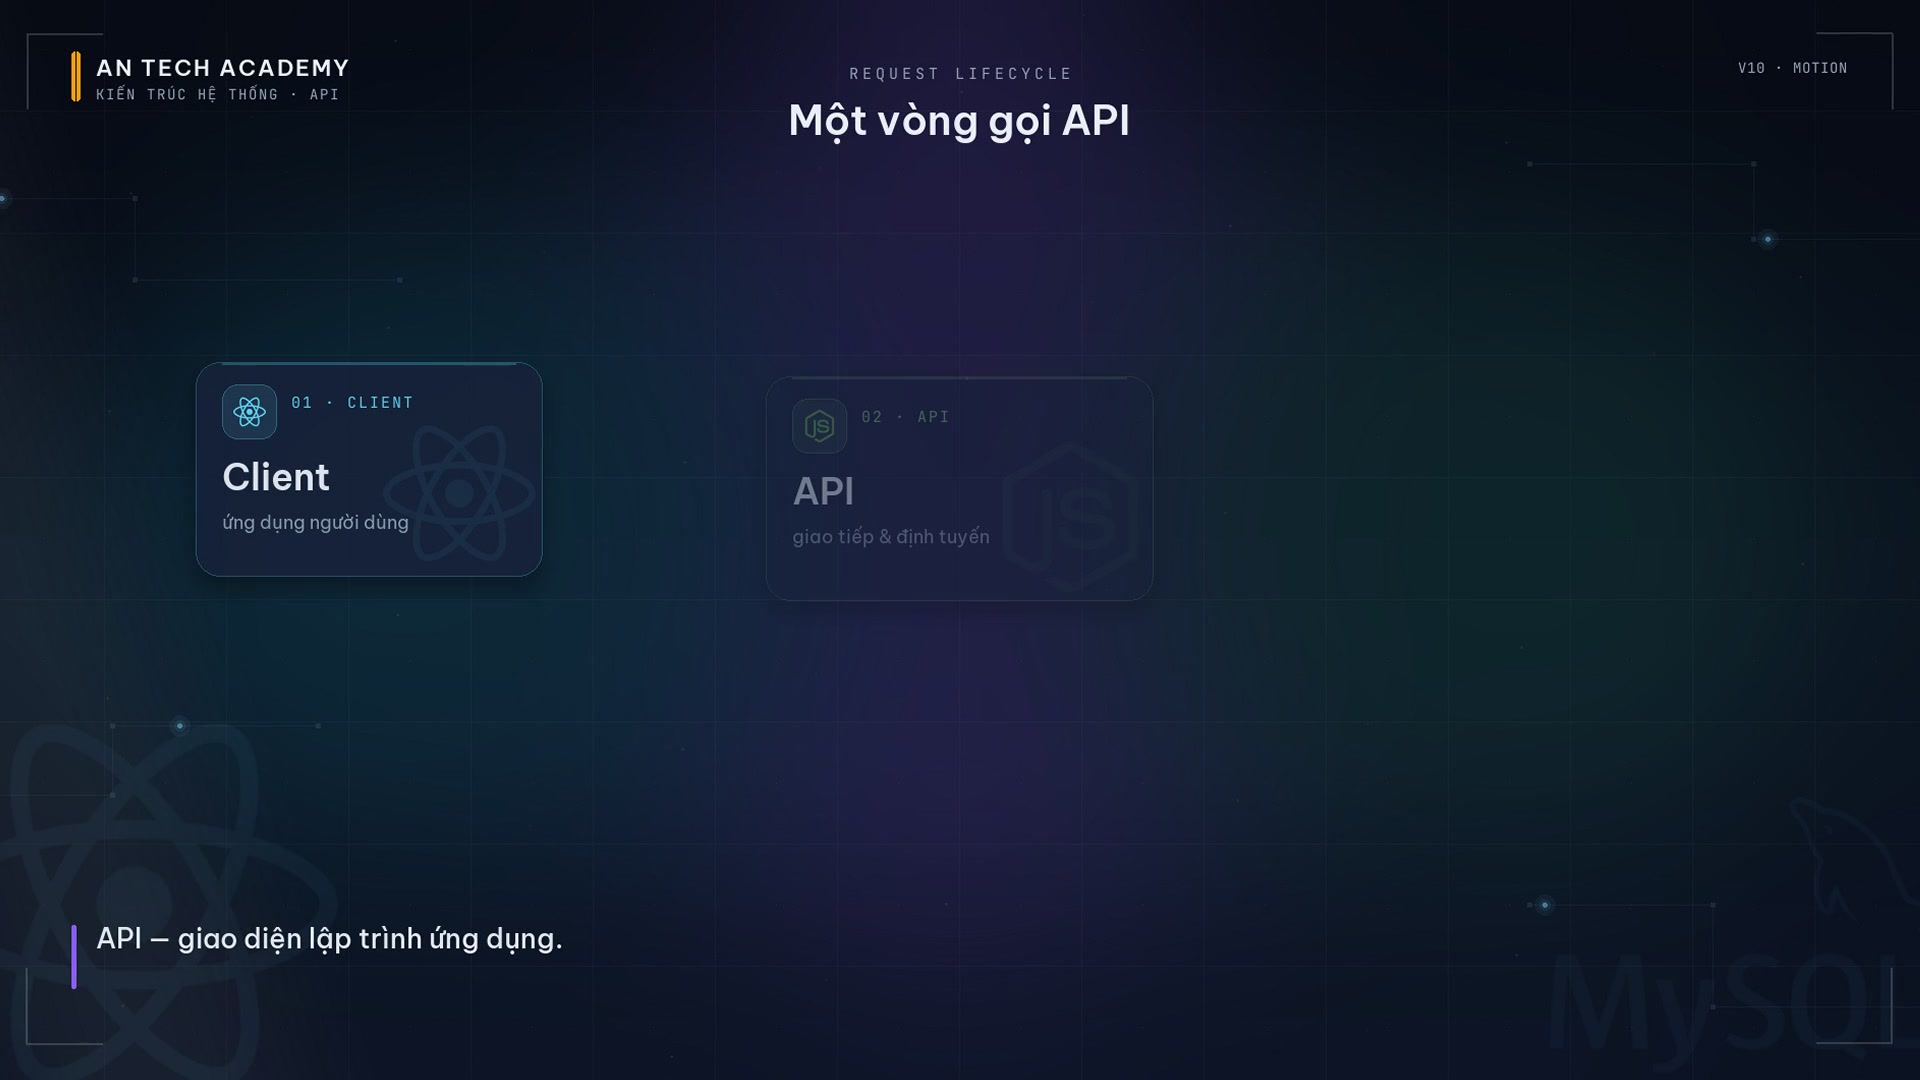 AN TECH ACADEMY
KIẾN TRÚC HỆ THỐNG · API
REQUEST LIFECYCLE
Một vòng gọi API
V10 · MOTION
01 · CLIENT
Client
ứng dụng người dùng
02 · API
JS
API
giao tiếp & định tuyến
JS
API — giao diện lập trình ứng dụng.
MySQL